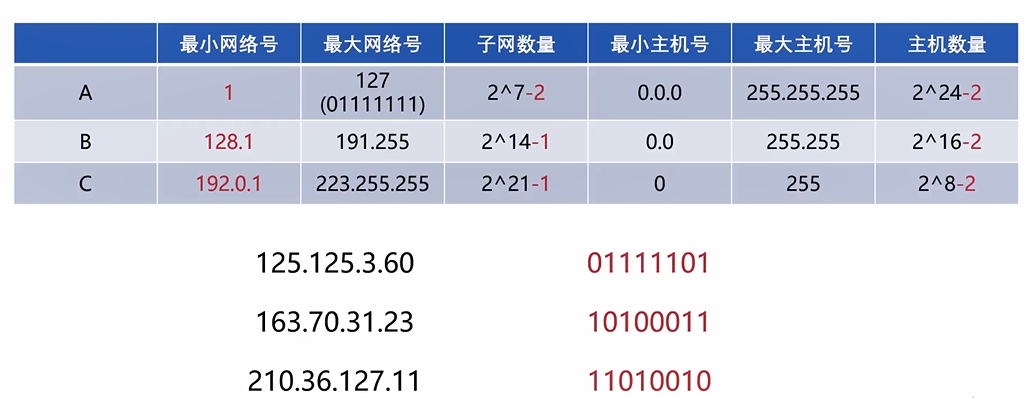 最小网络号 最大网络号 子网数量 最小主机号 最大主机号 主机数量
A 1 127 (01111111) 2^7-2 0.0.0 255.255.255 2^24-2
B 128.1 191.255 2^14-1 0.0 255.255 2^16-2
C 192.0.1 223.255.255 2^21-1 0 255 2^8-2
125.125.3.60 01111101
163.70.31.23 10100011
210.36.127.11 11010010